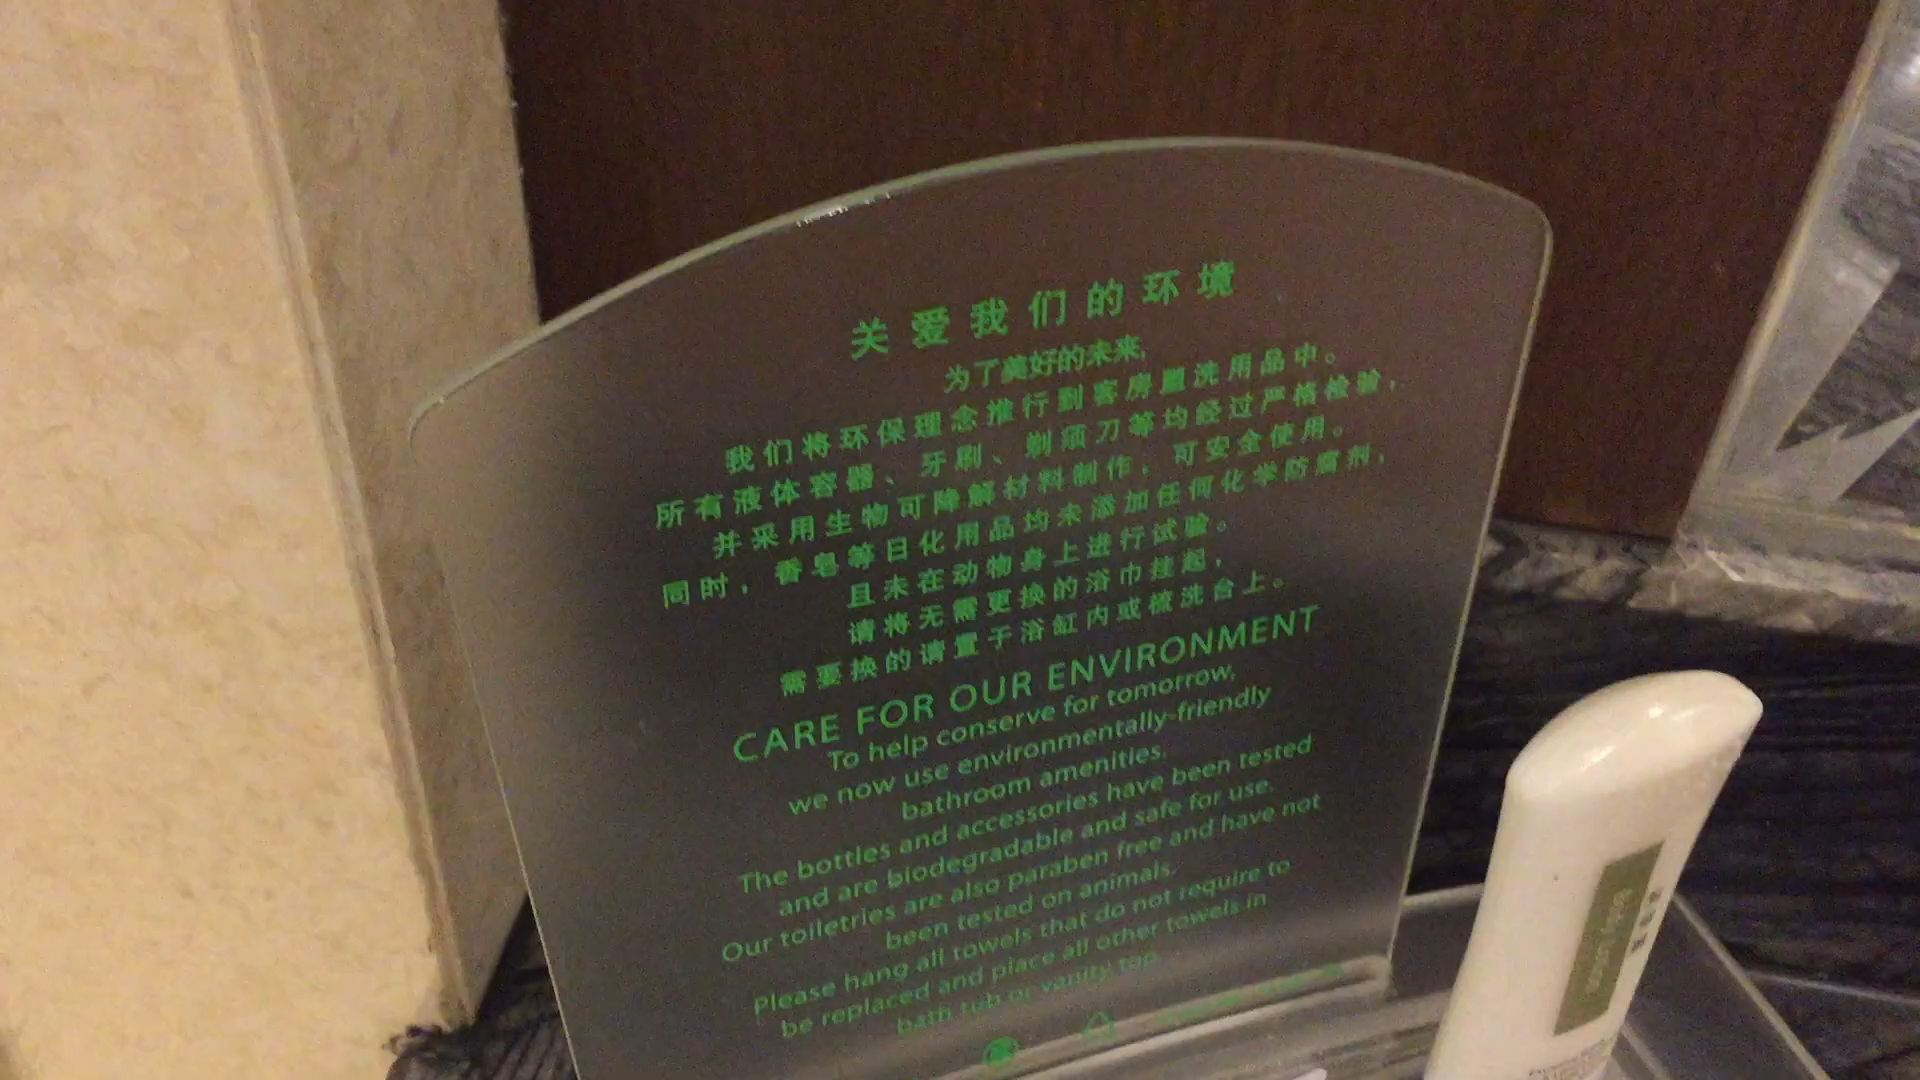 关爱我们的环境
为了美好的未来,
我们将环保理念推行到客房盥洗用品中。
所有液体容器、牙刷、剃须刀等均经过严格检验，
并采用生物可降解材料制作，可安全使用。
同时，香皂等日化用品均未添加任何化学防腐剂，
且未在动物身上进行试验。
请将无需更换的浴巾挂起，
需要换的请置于浴缸内或梳洗台上。
CARE FOR OUR ENVIRONMENT
To help conserve for tomorrow,
we now use environmentally-friendly
bathroom amenities.
The bottles and accessories have been tested
and are biodegradable and safe for use.
Our toiletries are also paraben free and have not
been tested on animals.
Please hang all towels that do not require to
be replaced and place all other towels in
bath tub or vanity top.
Body Lotion